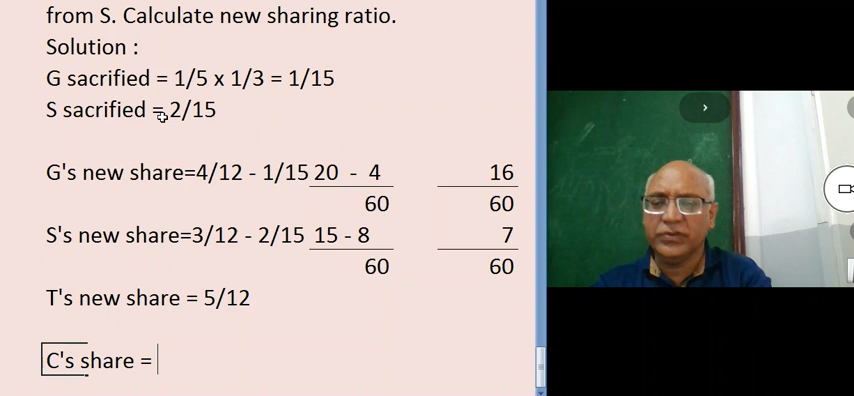 from S. Calculate new sharing ratio.
Solution :
G sacrified = 1/5 x 1/3 = 1/15
S sacrified = 2/15
G's new share=4/12 - 1/15 20 - 4 16
60 60
S's new share=3/12 - 2/15 15 - 8 7
60 60
T's new share = 5/12
C's share =